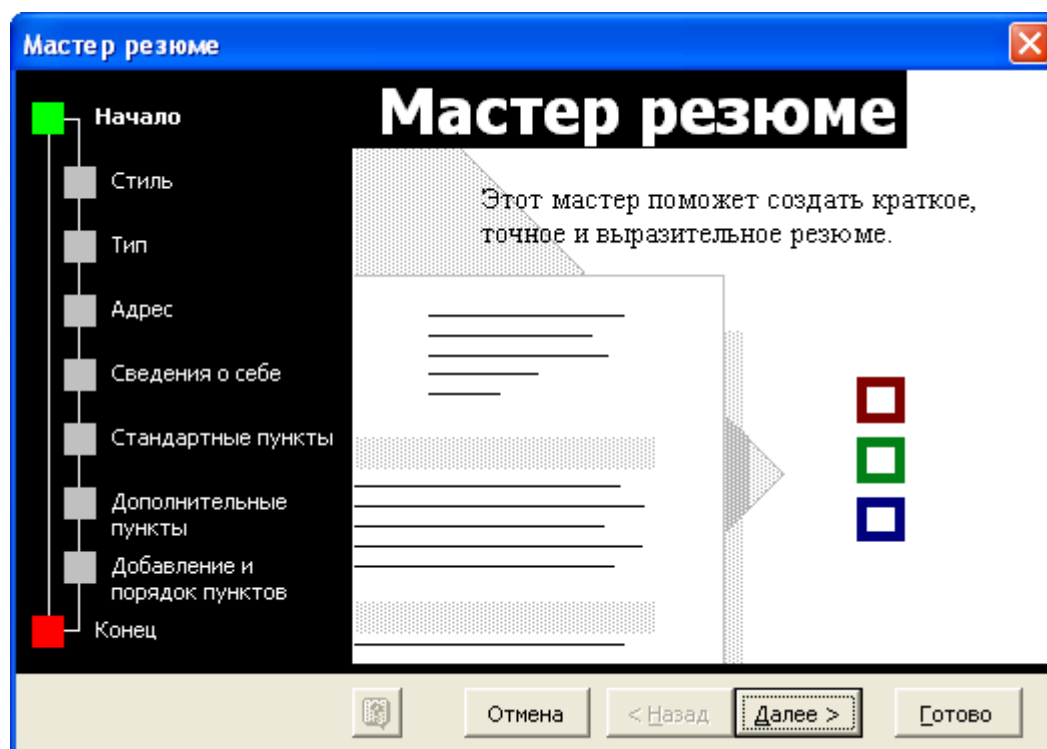 Мастер резюме
Начало
Стиль
Тип
Адрес
Сведения о себе
Стандартные пункты
Дополнительные
пункты
Добавление и
порядок пунктов
Конец
Мастер резюме
Этот мастер поможет создать краткое,
точное и выразительное резюме.
Отмена
< Назад
Далее >
Готово